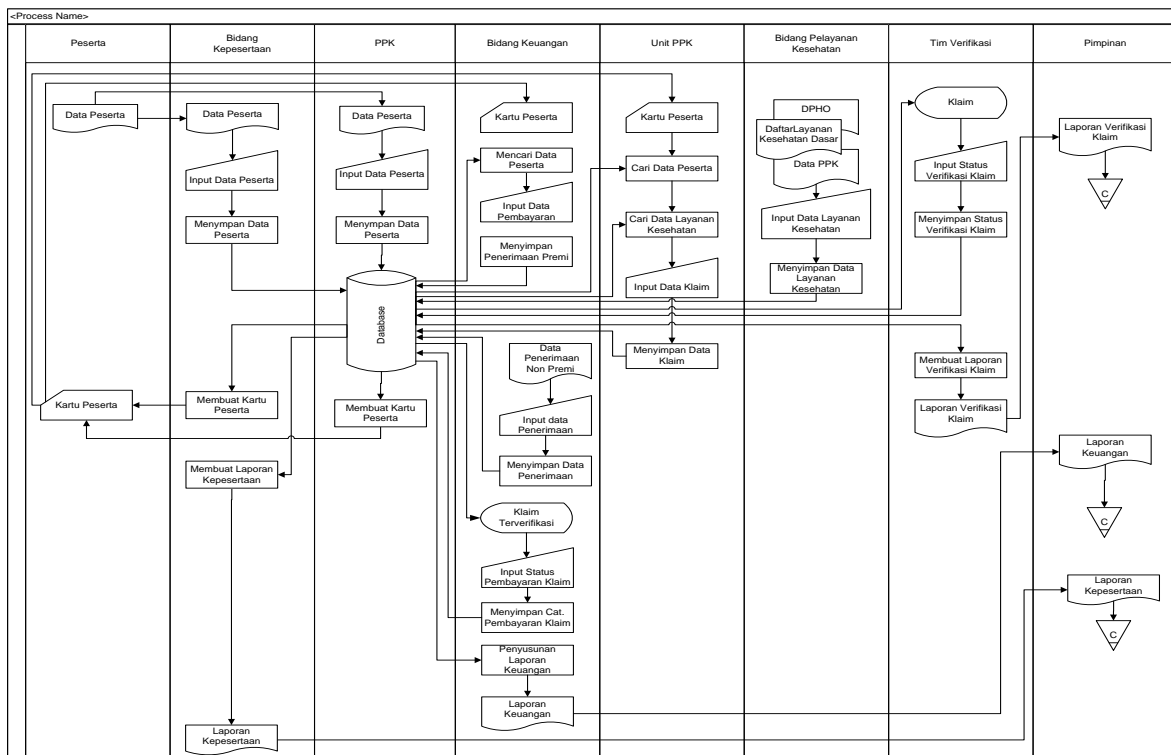 <Process Name>
Peserta
Bidang
Kepesertaan
PPK
Bidang Keuangan
Unit PPK
Bidang Pelayanan
Kesehatan
Tim Verifikasi
Pimpinan
Data Peserta
Data Peserta
Input Data Peserta
Menympan Data
Peserta
Membuat Kartu
Peserta
Kartu Peserta
Membuat Laporan
Kepesertaan
Laporan
Kepesertaan
Data Peserta
Input Data Peserta
Menympan Data
Peserta
Database
Membuat Kartu
Peserta
Kartu Peserta
Mencari Data
Peserta
Input Data
Pembayaran
Menyimpan
Penerimaan Premi
Data
Penerimaan
Non Premi
Input data
Penerimaan
Menyimpan Data
Penerimaan
Klaim
Terverifikasi
Input Status
Pembayaran Klaim
Menyimpan Cat.
Pembayaran Klaim
Penyusunan
Laporan
Keuangan
Laporan
Keuangan
Kartu Peserta
Cari Data Peserta
Cari Data Layanan
Kesehatan
Input Data Klaim
Menyimpan Data
Klaim
DPHO
DaftarLayanan
Kesehatan Dasar
Data PPK
Input Data Layanan
Kesehatan
Menyimpan Data
Layanan
Kesehatan
Klaim
Input Status
Verifikasi Klaim
Menyimpan Status
Verifikasi Klaim
Membuat Laporan
Verifikasi Klaim
Laporan Verifikasi
Klaim
Laporan Verifikasi
Klaim
C
Laporan
Keuangan
C
Laporan
Kepesertaan
C